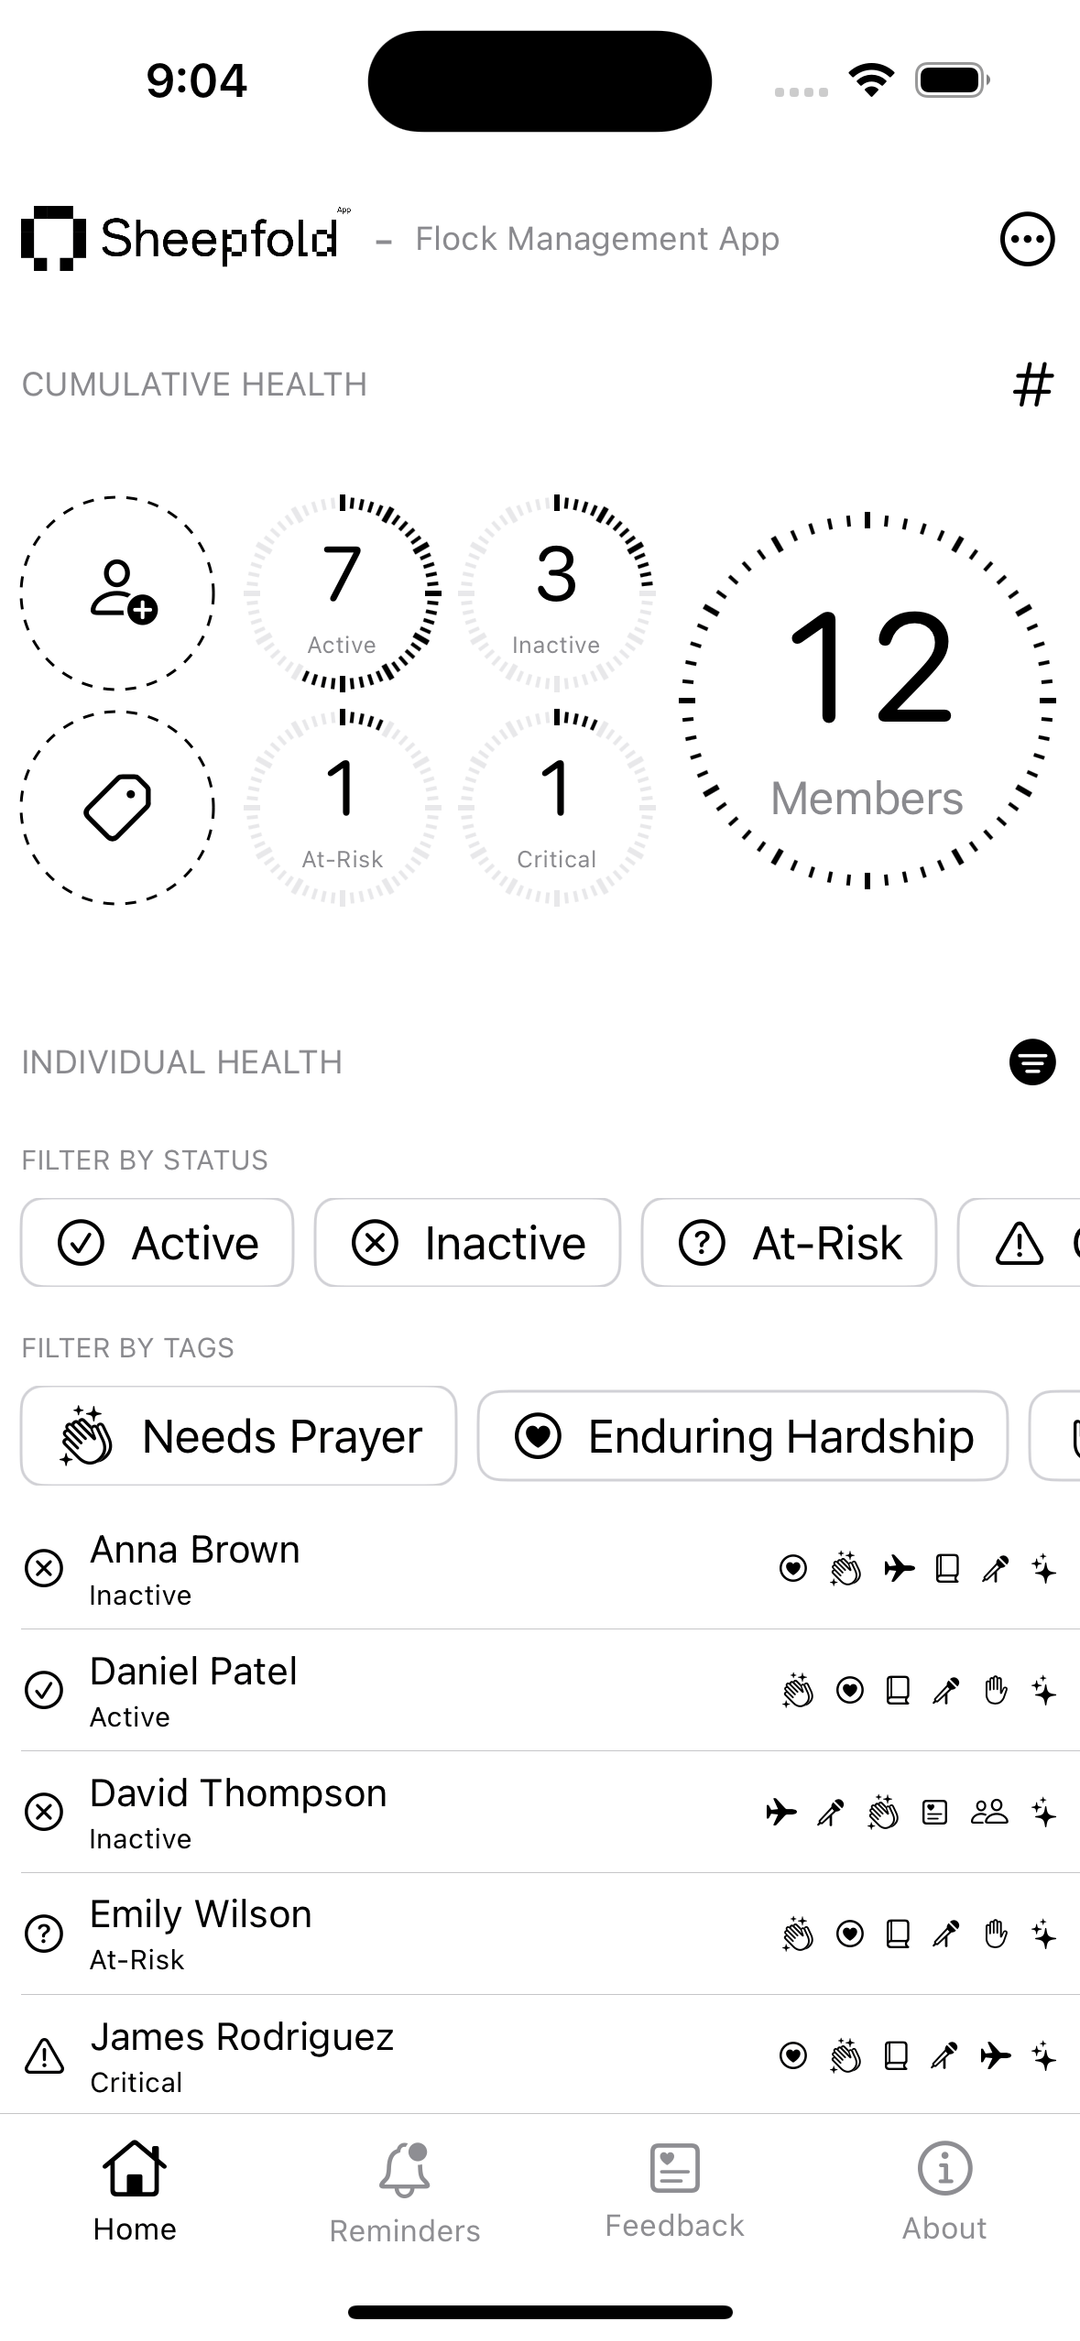 9:04
Sheepfold App - Flock Management App
CUMULATIVE HEALTH
#
7
Active
3
Inactive
12
Members
1
At-Risk
1
Critical
INDIVIDUAL HEALTH
FILTER BY STATUS
Active
Inactive
At-Risk
FILTER BY TAGS
Needs Prayer
Enduring Hardship
Anna Brown
Inactive
Daniel Patel
Active
David Thompson
Inactive
Emily Wilson
At-Risk
James Rodriguez
Critical
Home
Reminders
Feedback
About